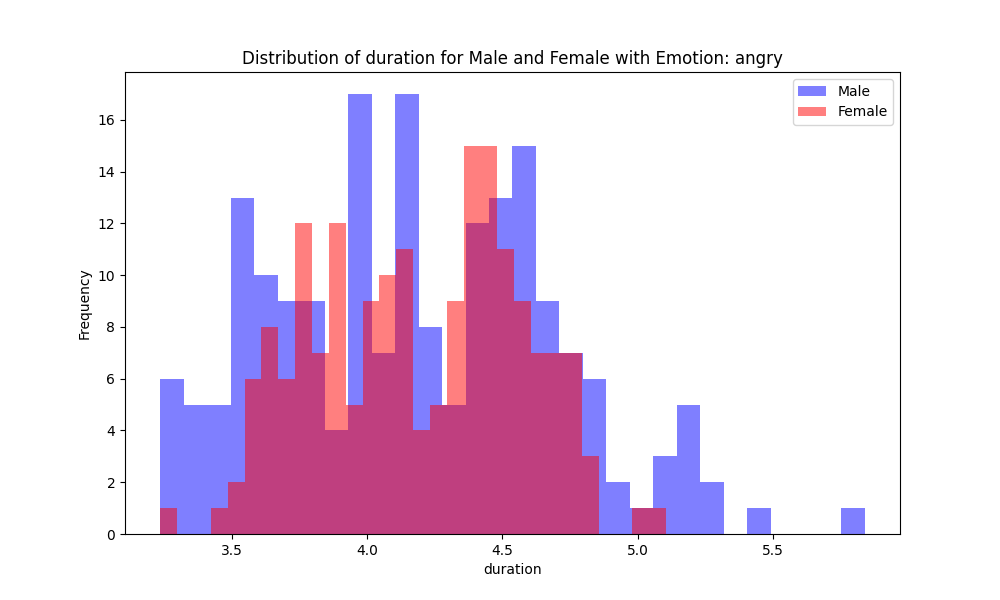 Distribution of duration for Male and Female with Emotion: angry
Male
Female
Frequency
16
14
12
10
8
6
4
2
0
3.5 4.0 4.5 5.0 5.5
duration